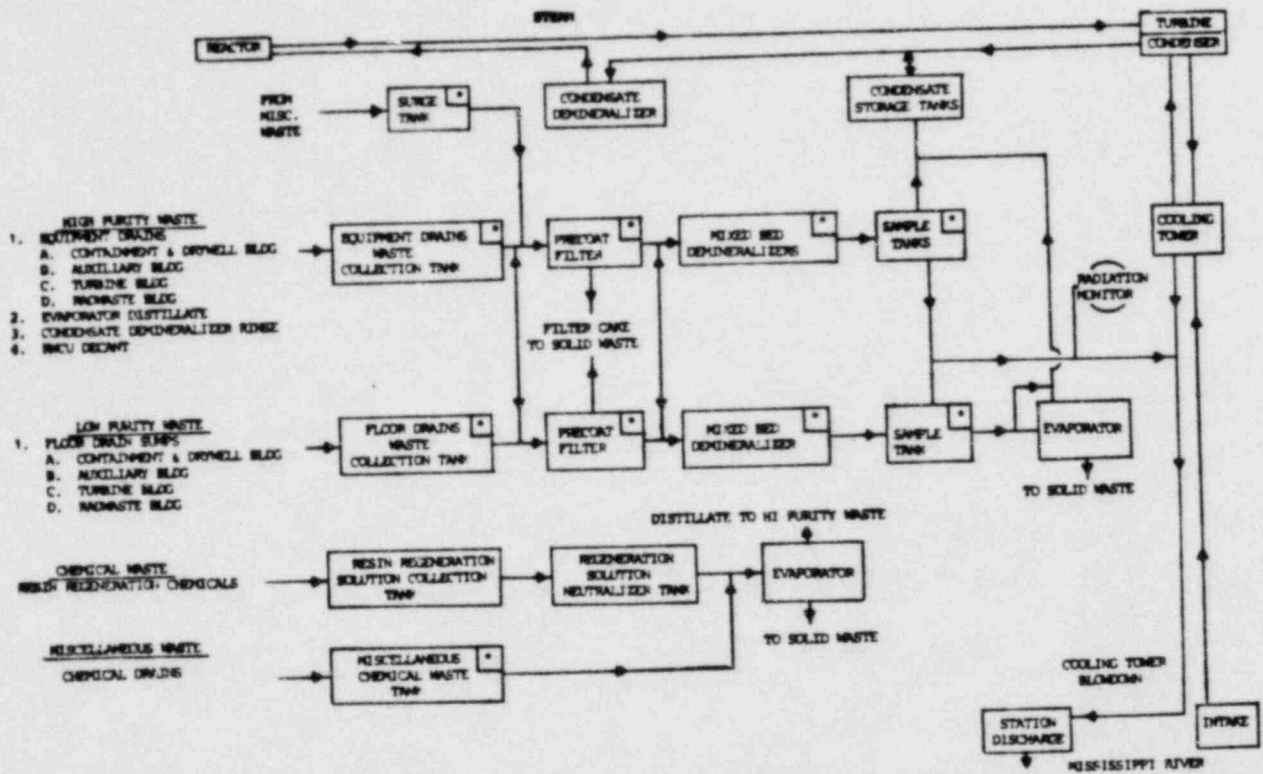 STEAM
REACTOR
TURBINE
CONDENSER
FROM
MISC.
WASTE
SURGE
TANK
*
CONDENSATE
DEMINERALIZER
CONDENSATE
STORAGE TANKS
HIGH PURITY WASTE
1. EQUIPMENT DRAINS
A. CONTAINMENT & DRYWELL BLDG
B. AUXILIARY BLDG
C. TURBINE BLDG
D. RADWASTE BLDG
2. EVAPORATOR DISTILLATE
3. CONDENSATE DEMINERALIZER RINSE
4. RWCU DECANT
EQUIPMENT DRAINS
WASTE
COLLECTION TANK
*
PRECOAT
FILTER
*
MIXED BED
DEMINERALIZERS
*
SAMPLE
TANKS
*
COOLING
TOWER
RADIATION
MONITOR
FILTER CAKE
TO SOLID WASTE
LOW PURITY WASTE
1. FLOOR DRAIN SUMPS
A. CONTAINMENT & DRYWELL BLDG
B. AUXILIARY BLDG
C. TURBINE BLDG
D. RADWASTE BLDG
FLOOR DRAINS
WASTE
COLLECTION TANK
*
PRECOAT
FILTER
*
MIXED BED
DEMINERALIZER
*
SAMPLE
TANK
*
EVAPORATOR
TO SOLID WASTE
DISTILLATE TO HI PURITY WASTE
CHEMICAL WASTE
RESIN REGENERATION CHEMICALS
RESIN REGENERATION
SOLUTION COLLECTION
TANK
REGENERATION
SOLUTION
NEUTRALIZER TANK
EVAPORATOR
TO SOLID WASTE
MISCELLANEOUS WASTE
CHEMICAL DRAINS
MISCELLANEOUS
CHEMICAL WASTE
TANK
*
COOLING TOWER
BLOWDOWN
STATION
DISCHARGE
INTAKE
MISSISSIPPI RIVER